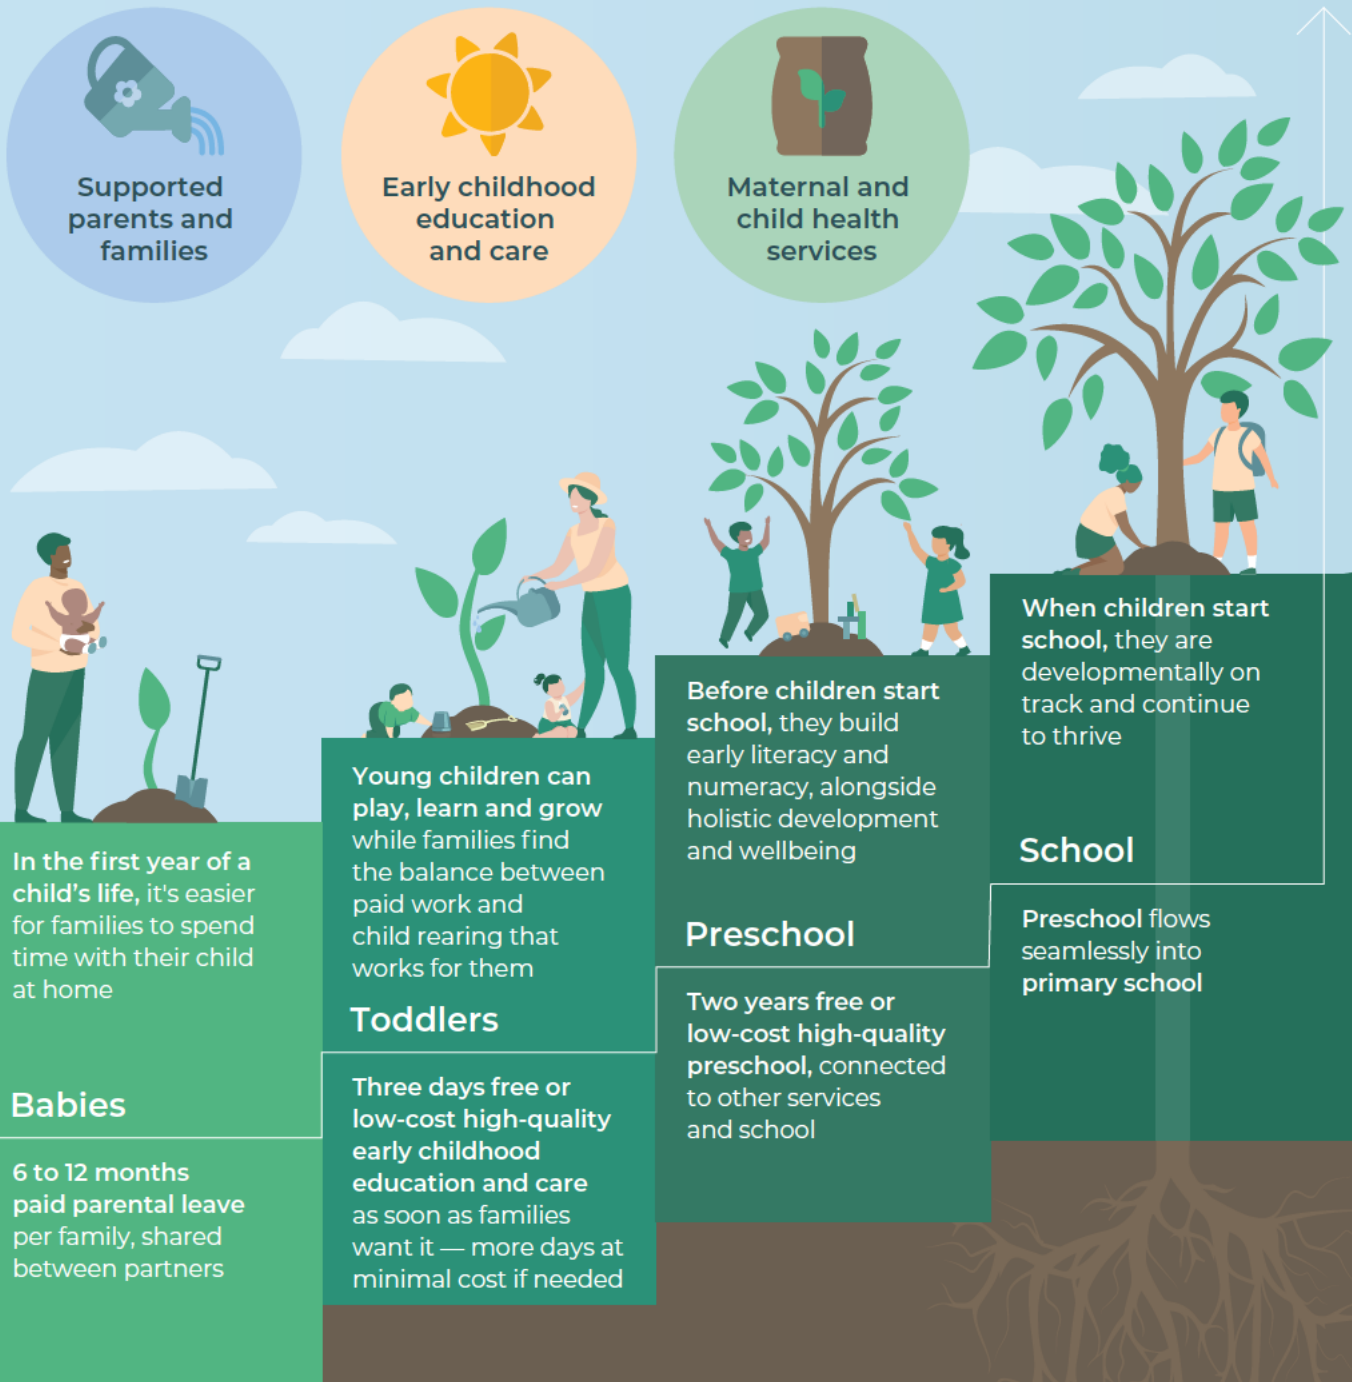 Supported
parents and
families
Early childhood
education
and care
Maternal and
child health
services
In the first year of a
child's life, it's easier
for families to spend
time with their child
at home
Babies
6 to 12 months
paid parental leave
per family, shared
between partners
Young children can
play, learn and grow
while families find
the balance between
paid work and
child rearing that
works for them
Toddlers
Three days free or
low-cost high-quality
early childhood
education and care
as soon as families
want it — more days at
minimal cost if needed
Before children start
school, they build
early literacy and
numeracy, alongside
holistic development
and wellbeing
Preschool
Two years free or
low-cost high-quality
preschool, connected
to other services
and school
When children start
school, they are
developmentally on
track and continue
to thrive
School
Preschool flows
seamlessly into
primary school